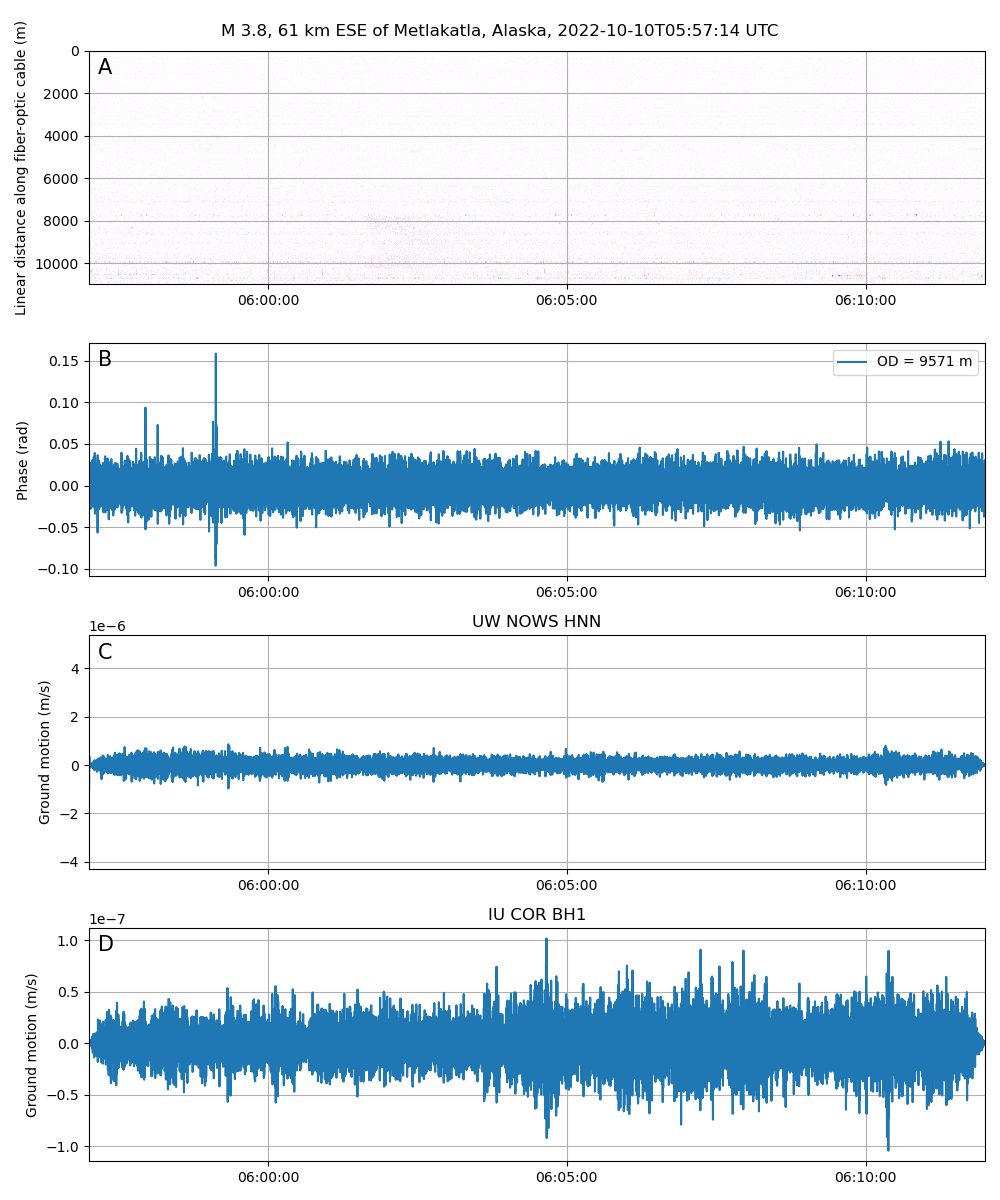 M 3.8, 61 km ESE of Metlakatla, Alaska, 2022-10-10T05:57:14 UTC
A
Linear distance along fiber-optic cable (m)
0
2000
4000
6000
8000
10000
06:00:00 06:05:00 06:10:00
B
OD = 9571 m
Phase (rad)
0.15
0.10
0.05
0.00
−0.05
−0.10
06:00:00 06:05:00 06:10:00
UW NOWS HNN
1e−6
C
Ground motion (m/s)
4
2
0
−2
−4
06:00:00 06:05:00 06:10:00
IU COR BH1
1e−7
D
Ground motion (m/s)
1.0
0.5
0.0
−0.5
−1.0
06:00:00 06:05:00 06:10:00